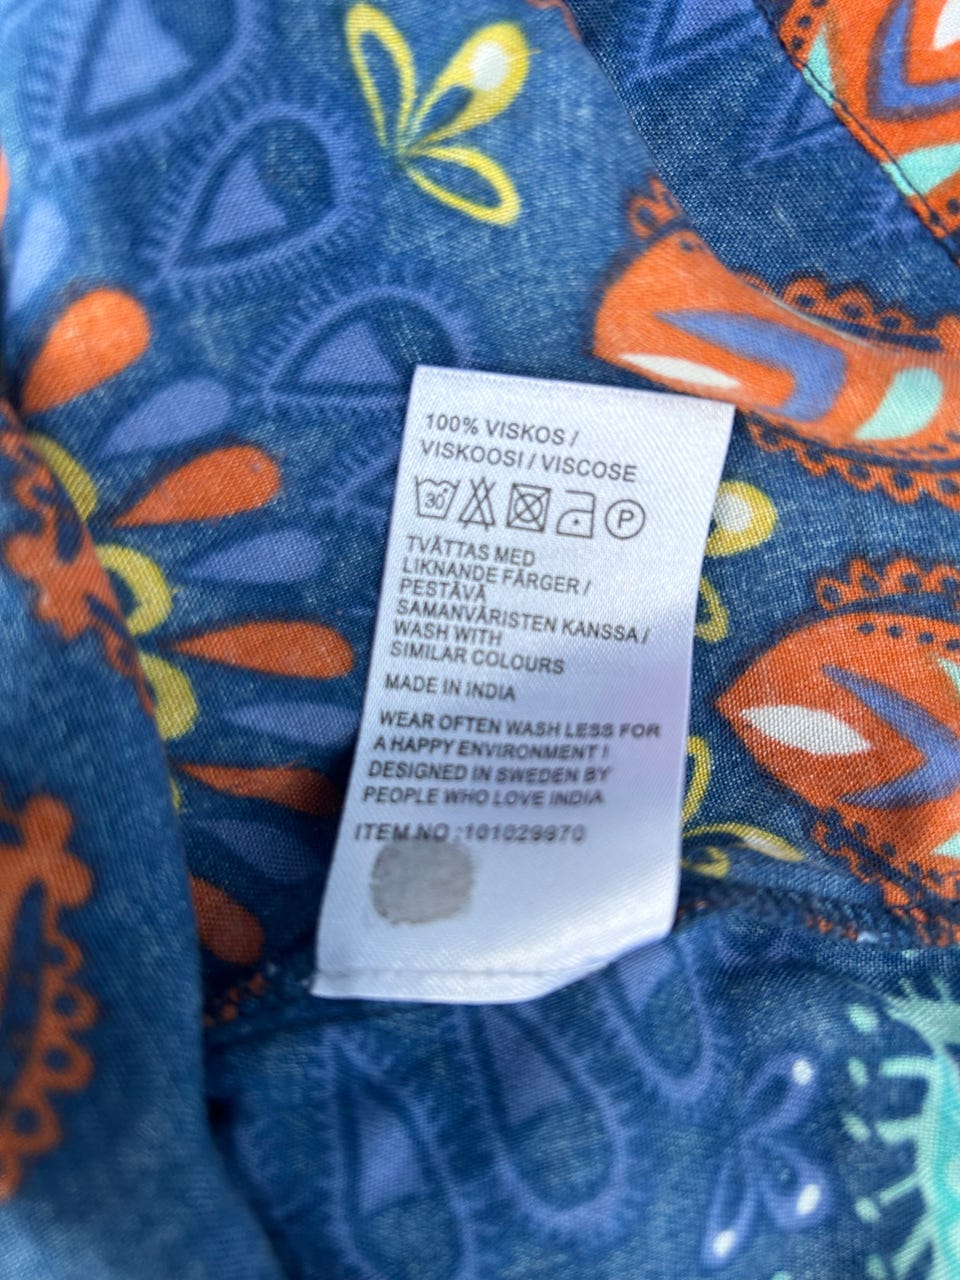 100% VISKOS /
VISKOOSI / VISCOSE
30°
P
TVÄTTAS MED
LIKNANDE FÄRGER /
PESTÄVÄ
SAMANVÄRISTEN KANSSA /
WASH WITH
SIMILAR COLOURS
MADE IN INDIA
WEAR OFTEN WASH LESS FOR
A HAPPY ENVIRONMENT !
DESIGNED IN SWEDEN BY
PEOPLE WHO LOVE INDIA
ITEM.NO :101029970